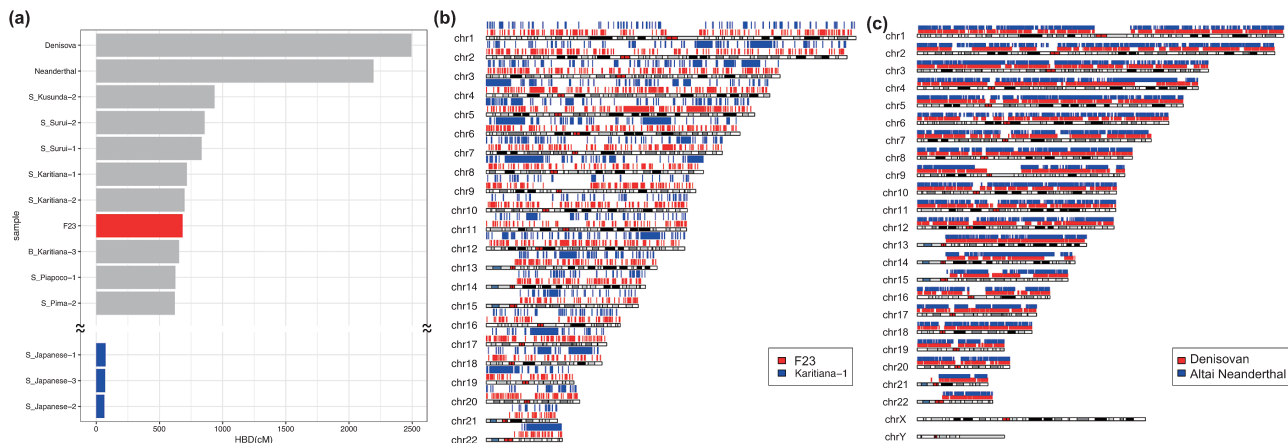 (a)
Denisova
Neanderthal
S_Kusunda-2
S_Surui-2
S_Surui-1
S_Karitiana-1
S_Karitiana-2
F23
B_Karitiana-3
S_Piapoco-1
S_Pima-2
≈ ≈
S_Japanese-1
S_Japanese-3
S_Japanese-2
sample
0 500 1000 1500 2000 2500
HBD(cM)
(b)
chr1
chr2
chr3
chr4
chr5
chr6
chr7
chr8
chr9
chr10
chr11
chr12
chr13
chr14
chr15
chr16
chr17
chr18
chr19
chr20
chr21
chr22
F23
Karitiana-1
(c)
chr1
chr2
chr3
chr4
chr5
chr6
chr7
chr8
chr9
chr10
chr11
chr12
chr13
chr14
chr15
chr16
chr17
chr18
chr19
chr20
chr21
chr22
chrX
chrY
Denisovan
Altai Neanderthal